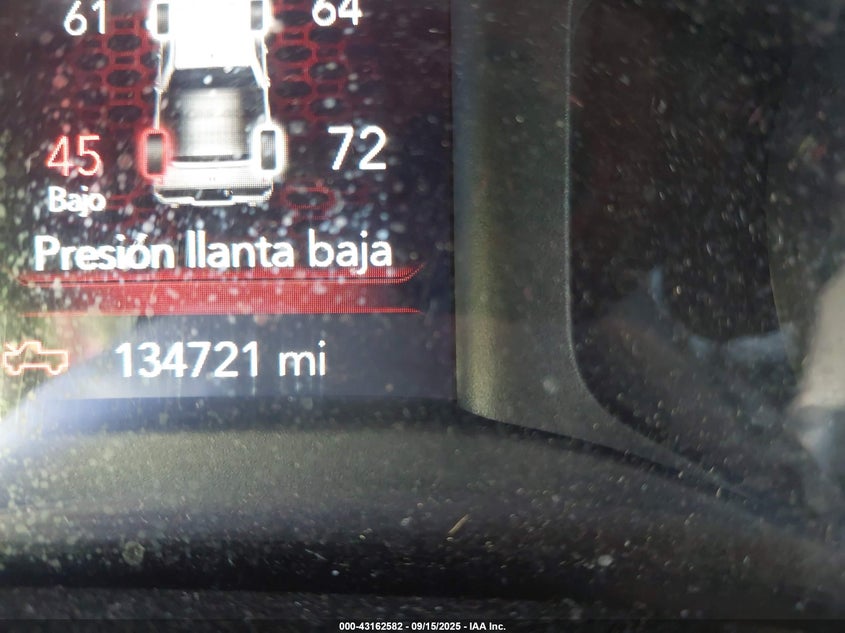 61 64
45 72
Bajo
Presión llanta baja
134721 mi
000-43162582 - 09/15/2025 - IAA Inc.